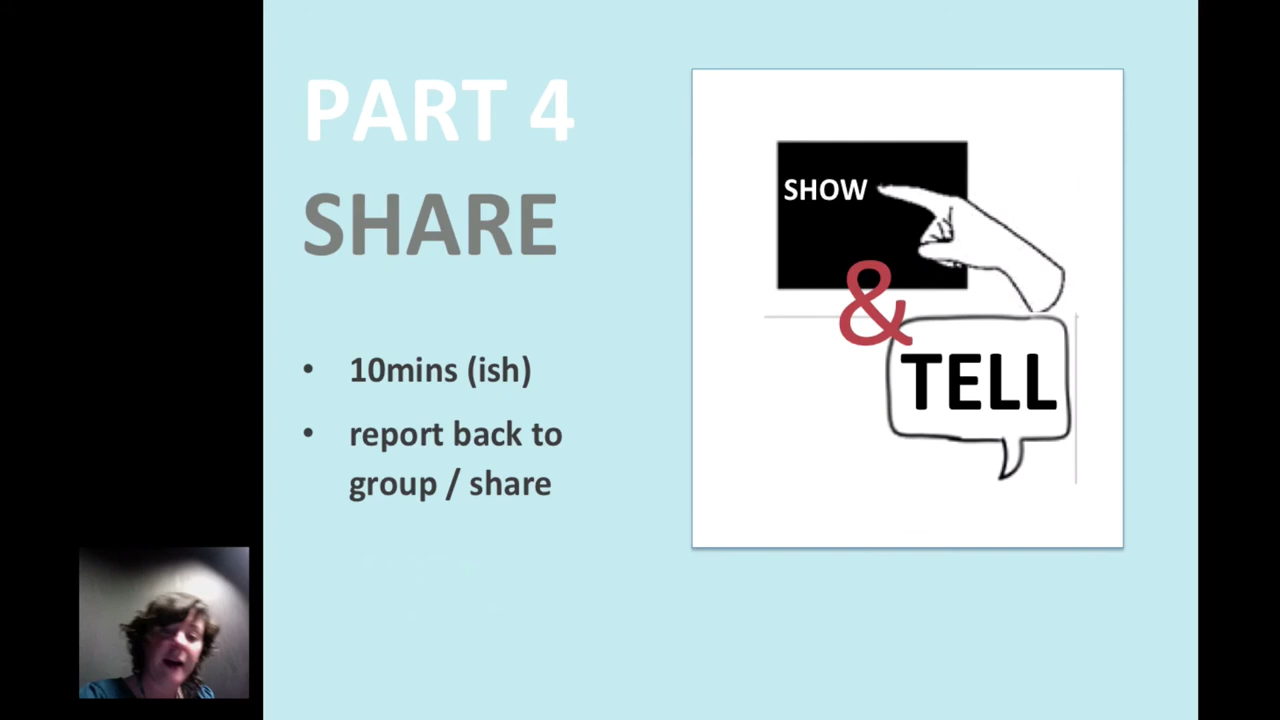 PART 4
SHARE
• 10mins (ish)
• report back to
group / share
SHOW
&
TELL